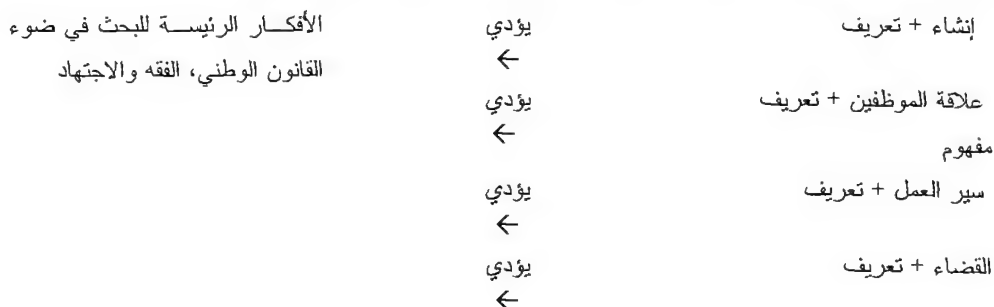 إنشاء + تعريف يؤدي الأفكـــار الرئيســـة للبحث في ضوء
← القانون الوطني، الفقه والاجتهاد
علاقة الموظفين + تعريف يؤدي
←
مفهوم
سير العمل + تعريف يؤدي
←
القضاء + تعريف يؤدي
←